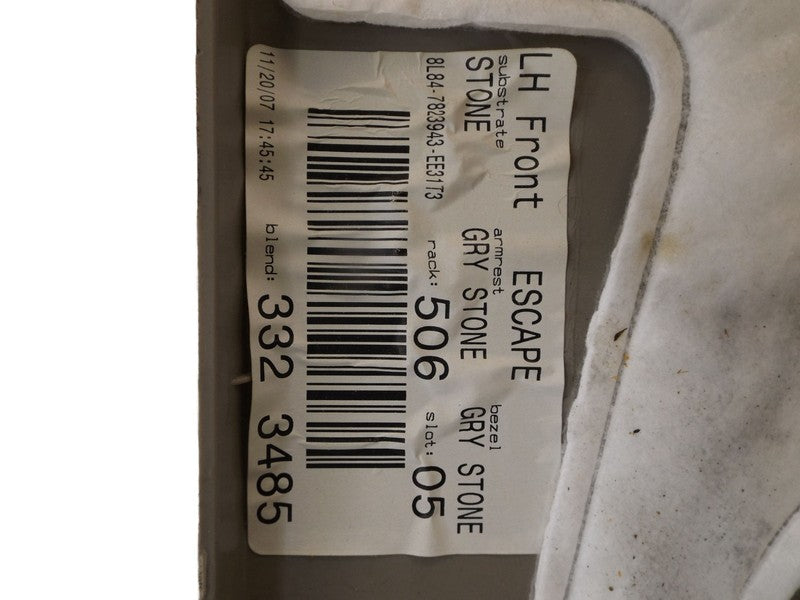 LH Front ESCAPE
substrate armrest bezel
STONE GRY STONE GRY STONE
8L84-7823943-EE31T3 rack: 506 slot: 05
11/20/07 17:45:45 blend: 332 3485